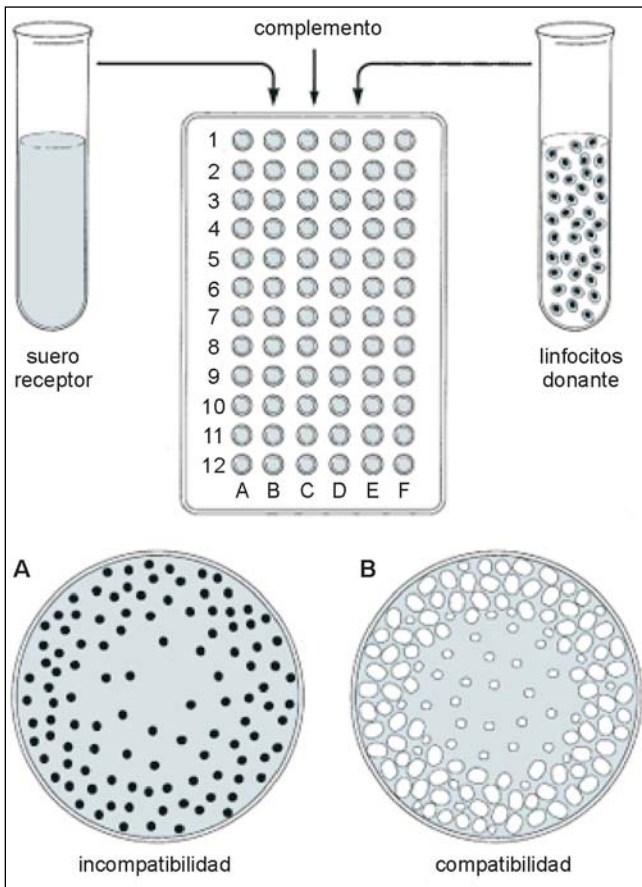 complemento
1
2
3
4
5
6
7
8
9
10
11
12
A B C D E F
suero
receptor
linfocitos
donante
A
B
incompatibilidad
compatibilidad